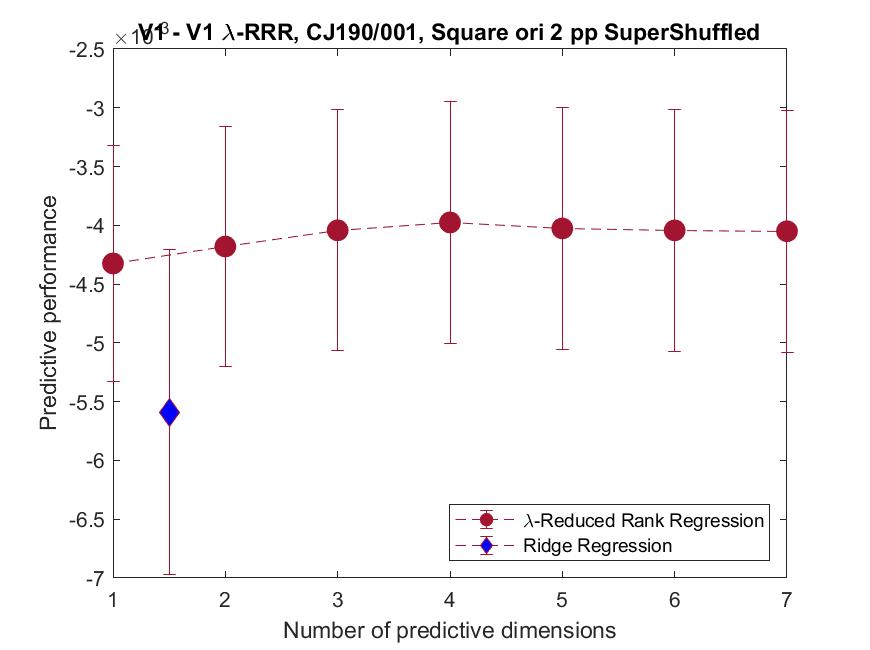 V1 - V1 λ-RRR, CJ190/001, Square ori 2 pp SuperShuffled
×10⁻³
-2.5
-3
-3.5
-4
-4.5
-5
-5.5
-6
-6.5
-7
Predictive performance
λ-Reduced Rank Regression
Ridge Regression
1 2 3 4 5 6 7
Number of predictive dimensions